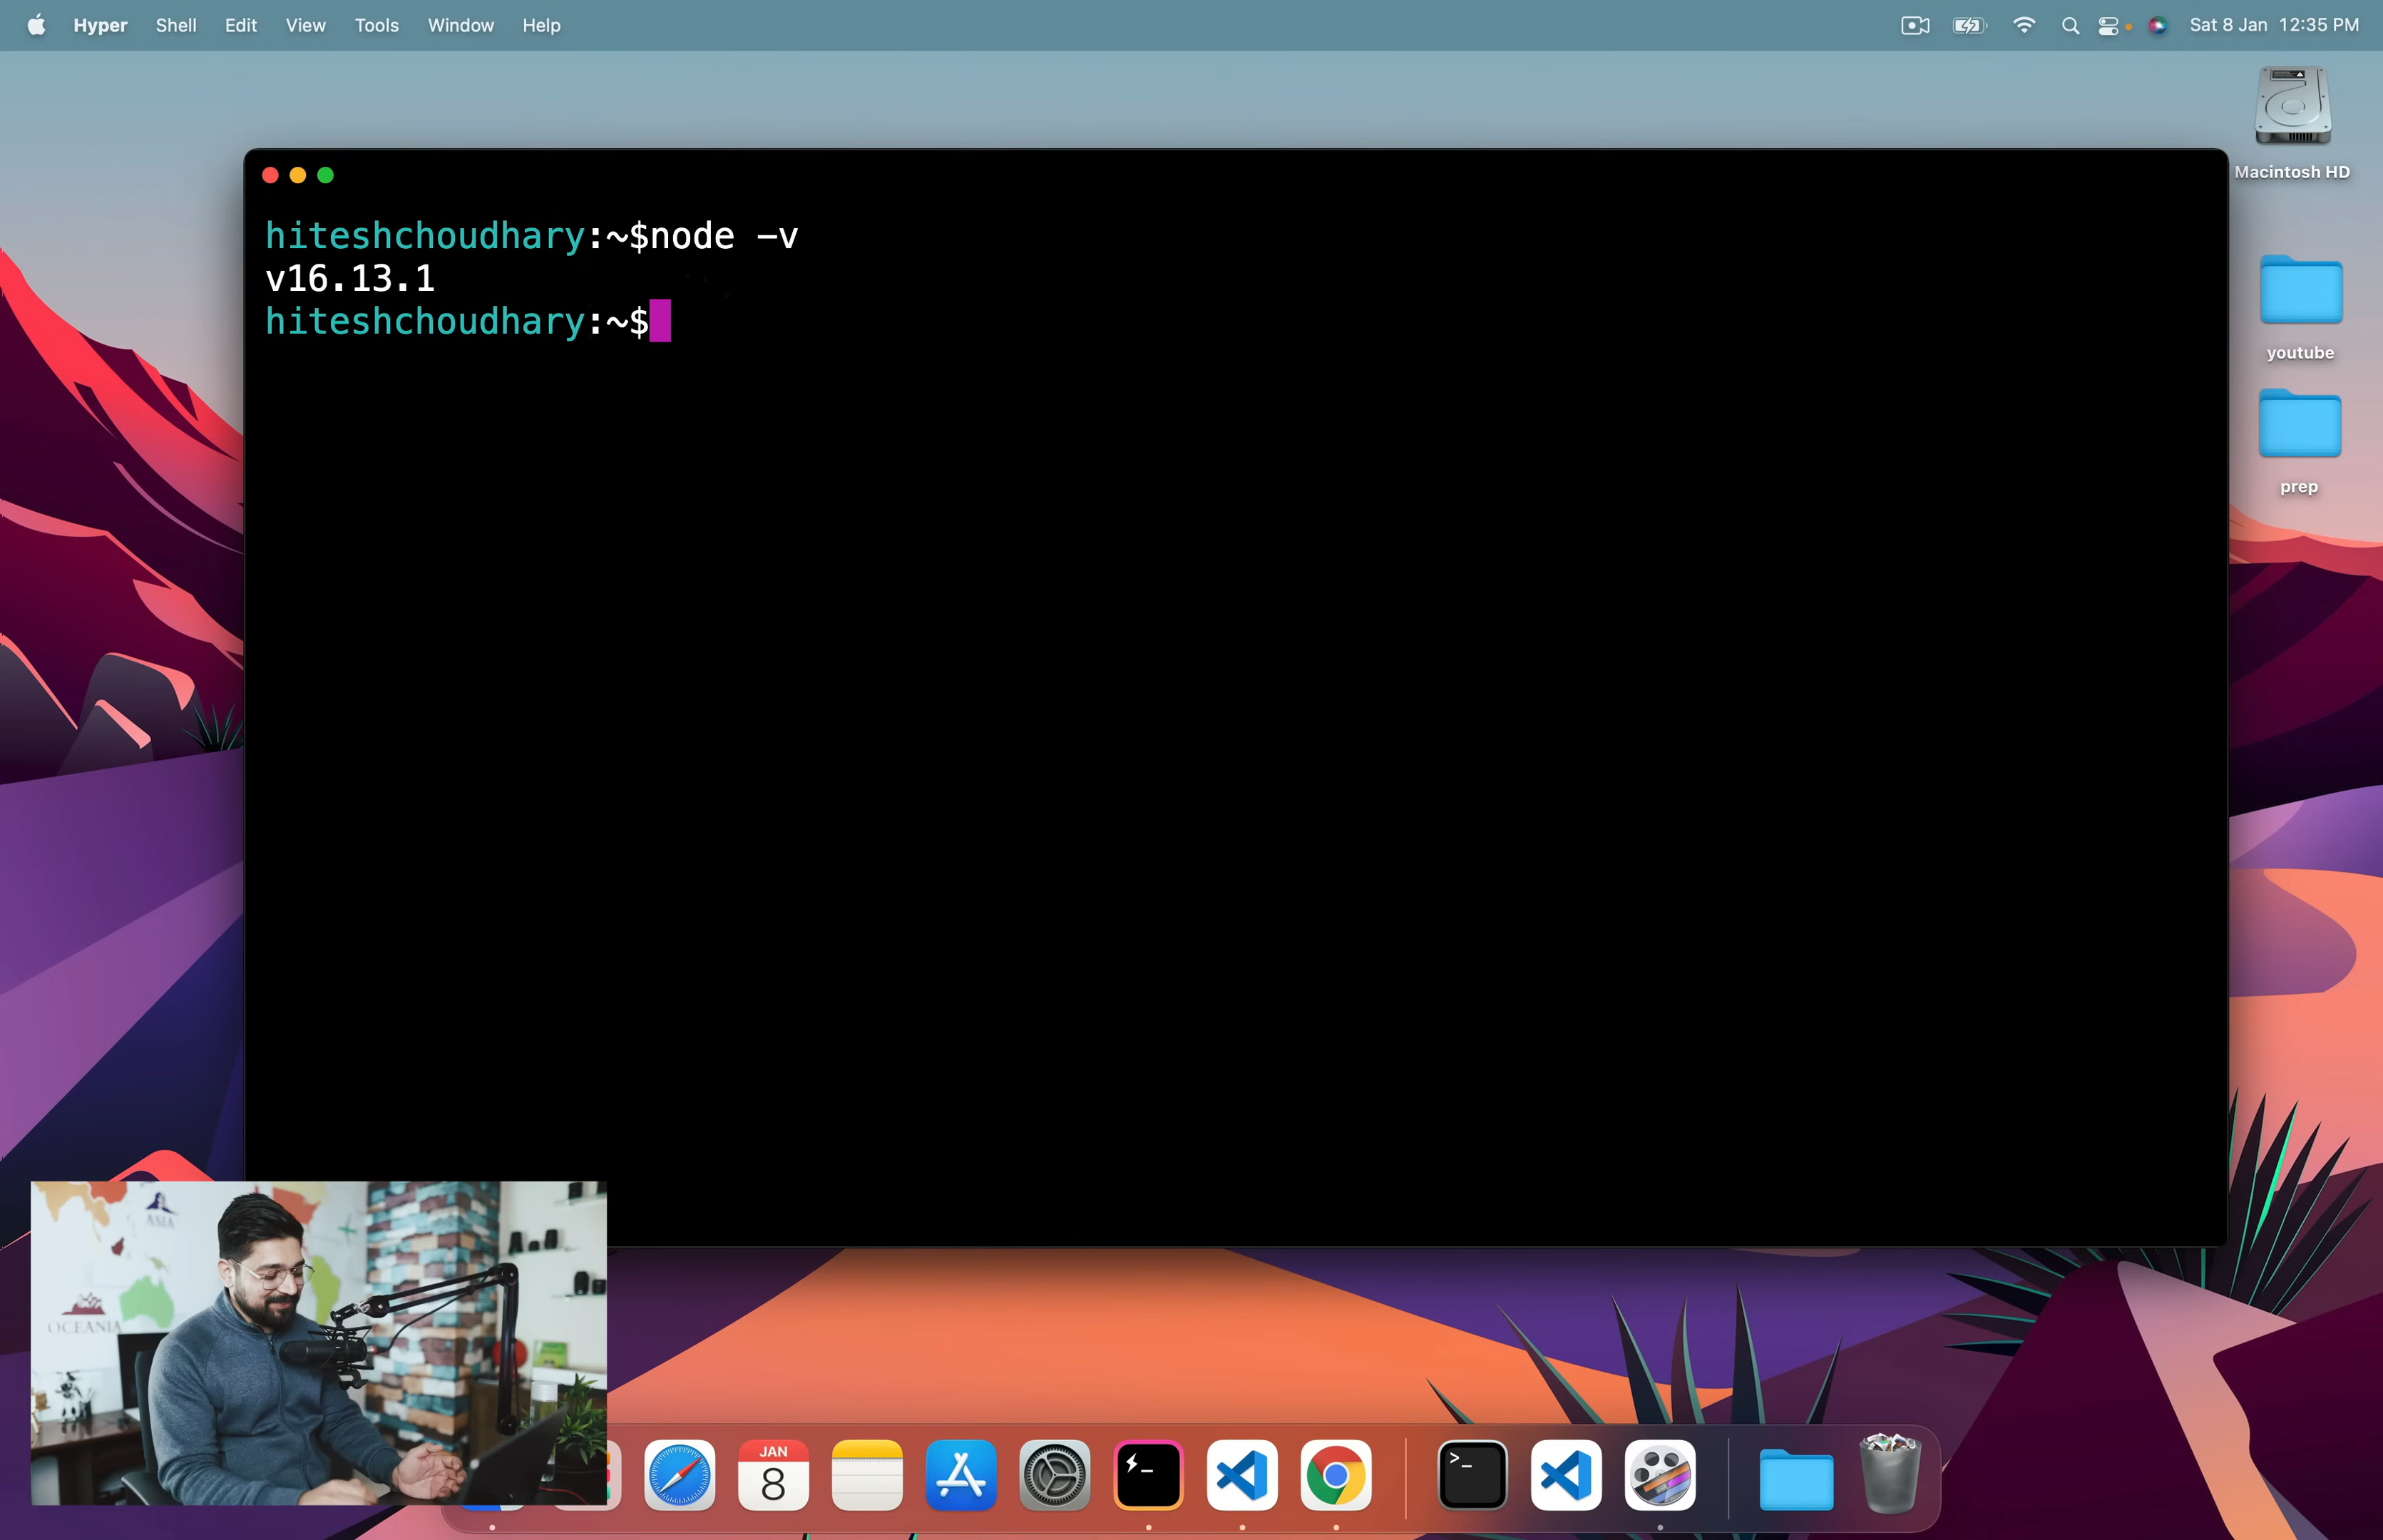 Hyper Shell Edit View Tools Window Help
Sat 8 Jan 12:35 PM
Macintosh HD
hiteshchoudhary:~$node -v
v16.13.1
hiteshchoudhary:~$
youtube
prep
ASIA
OCEANIA
JAN
8